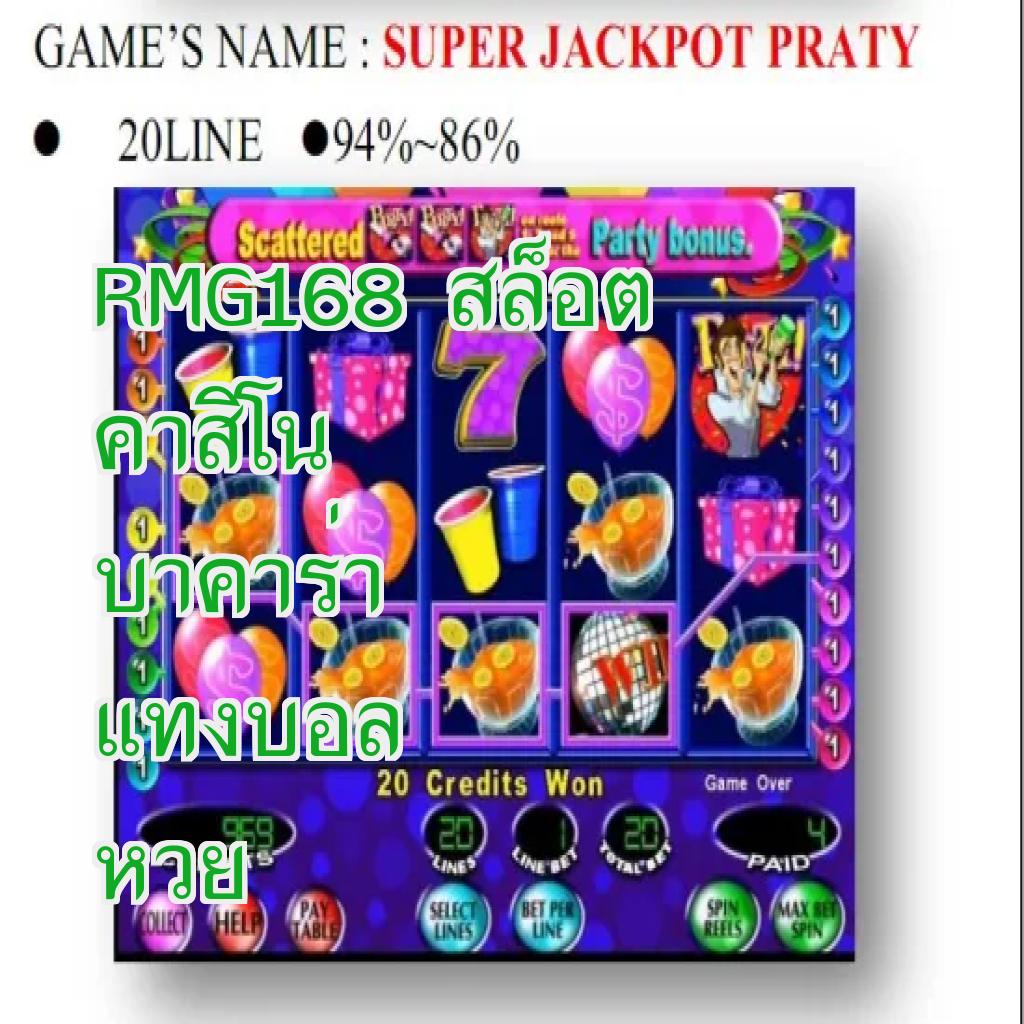 GAME'S NAME : SUPER JACKPOT PRATY
● 20LINE ●94%~86%
Scattered Party bonus.
RMG168 สล็อต
คาสิโน
บาคาร่า
แทงบอล
หวย
20 Credits Won
Game Over
969 20 1 20 4
LINES LINE BET TOTAL BET PAID
COLLECT HELP PAY TABLE SELECT LINES BET PER LINE SPIN REELS MAX BET SPIN